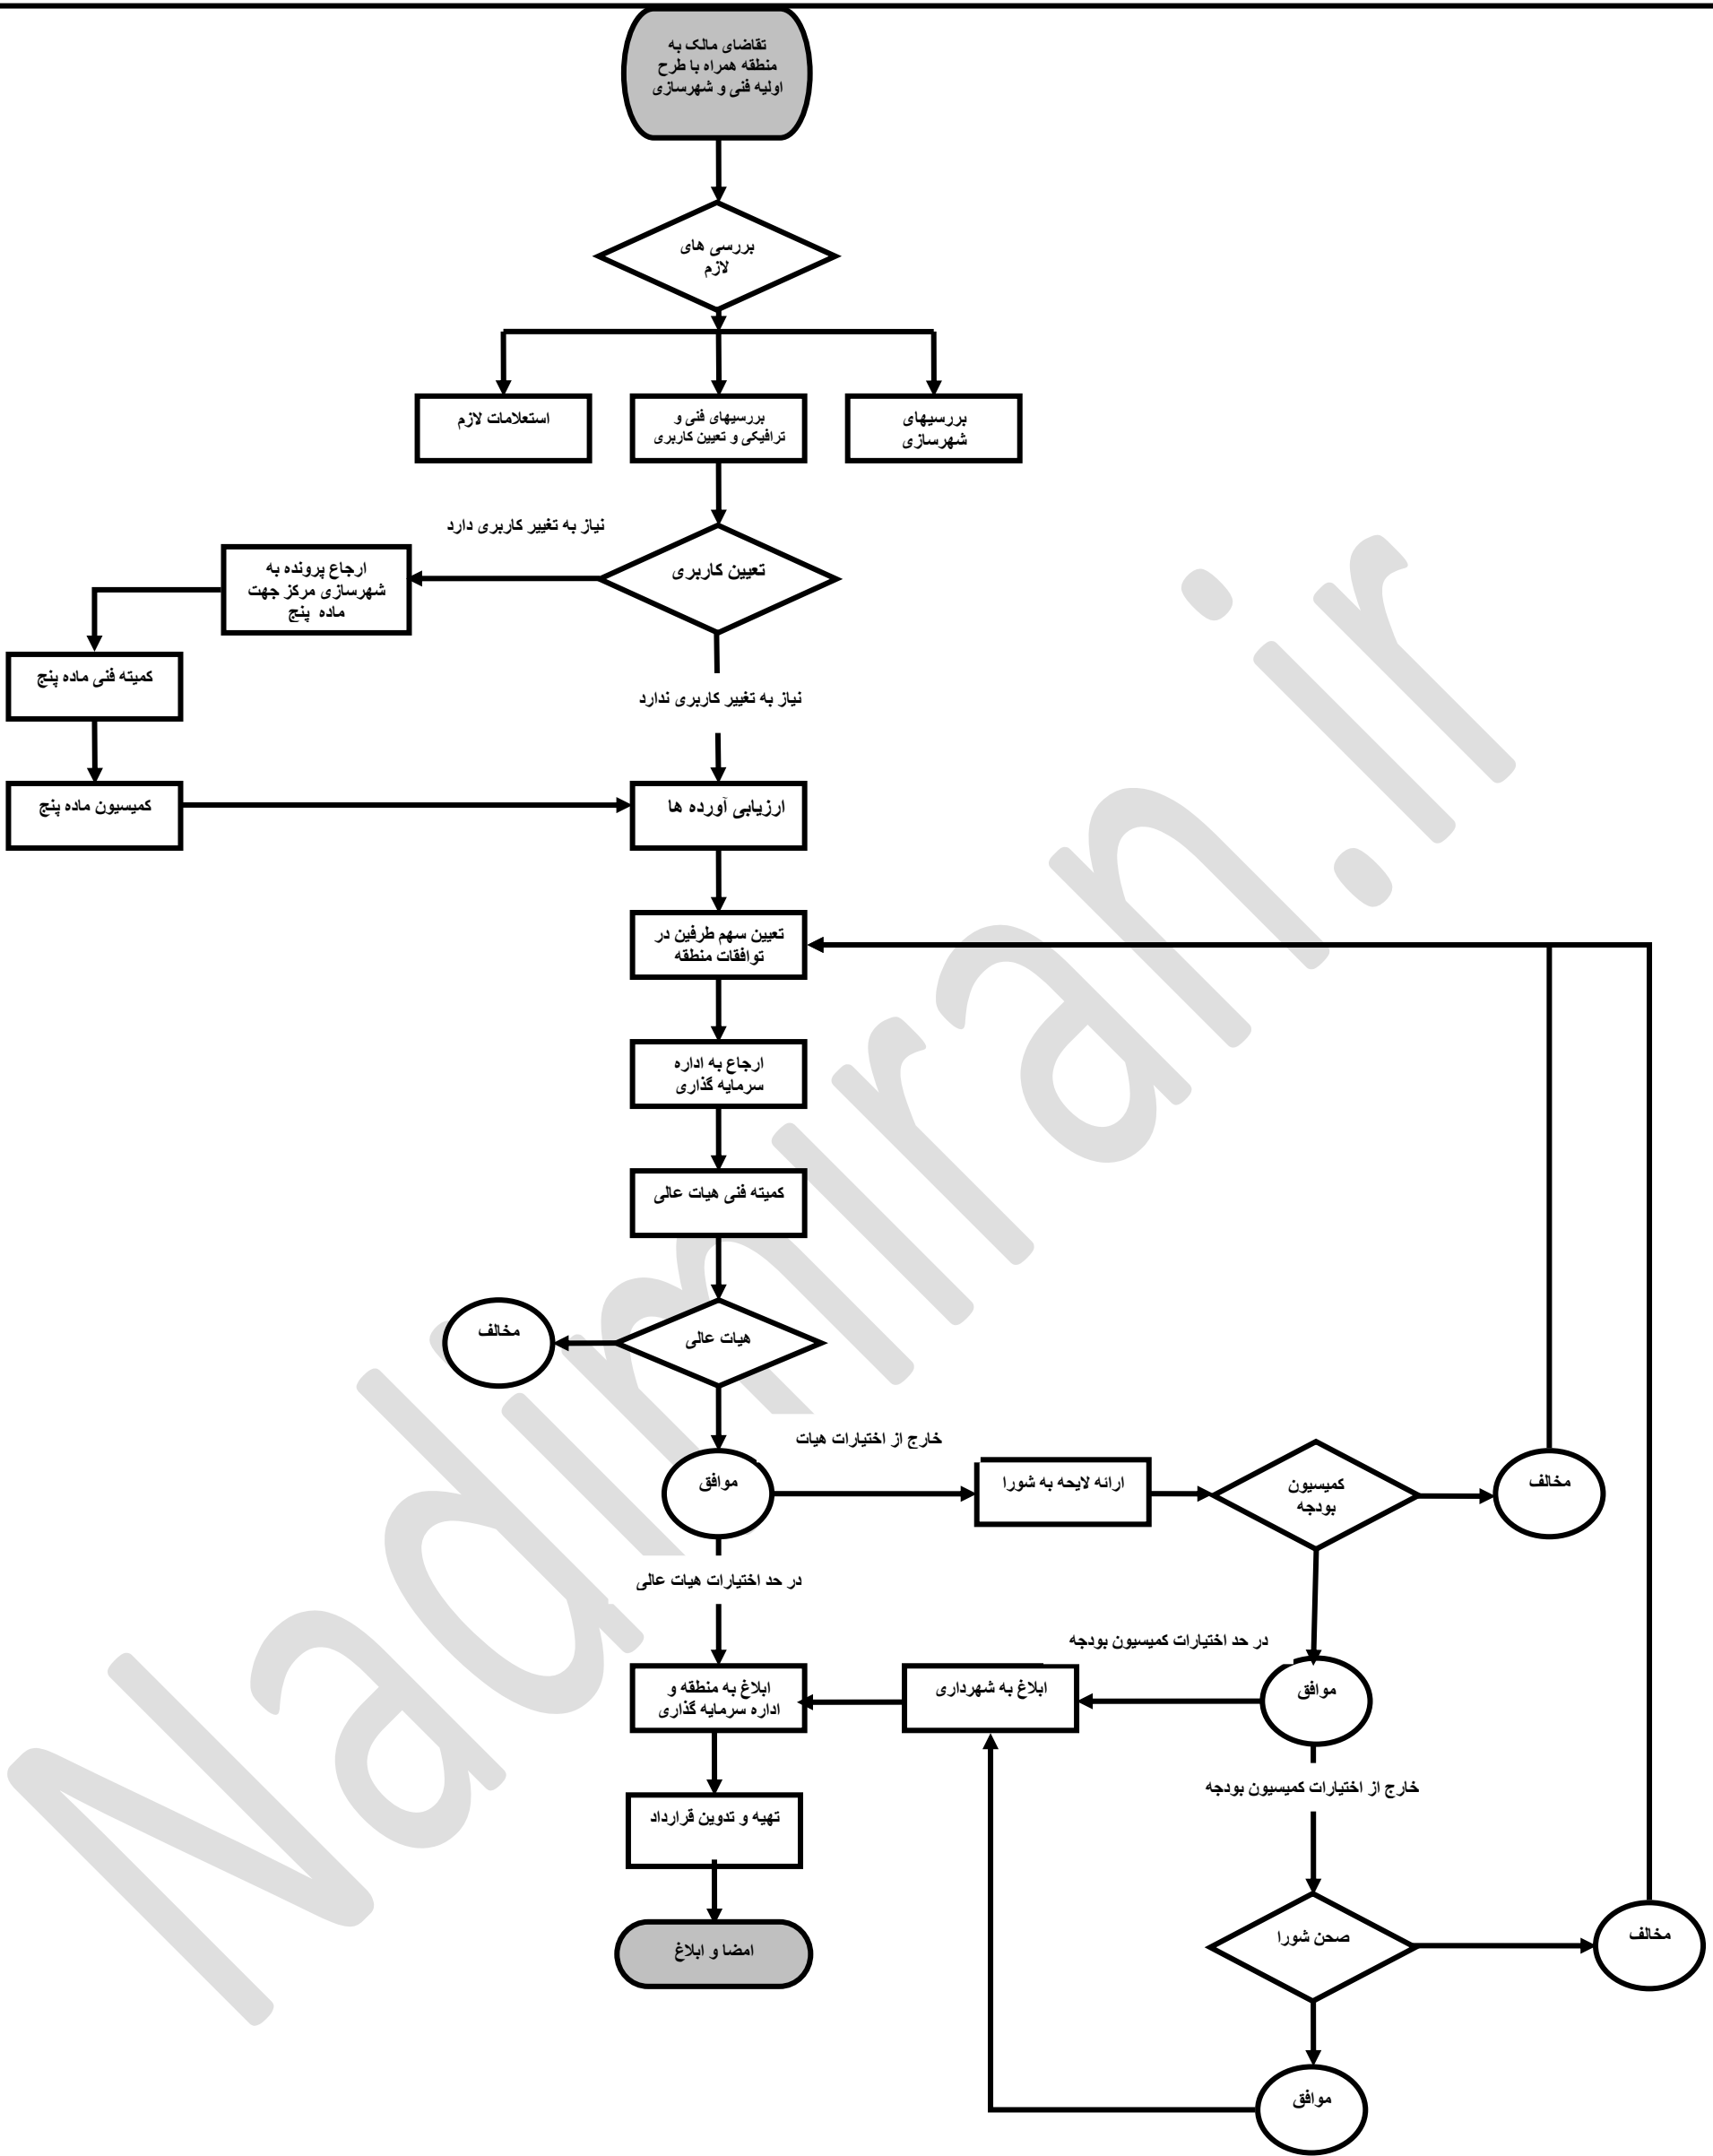 تقاضای مالک به
منطقه همراه با طرح
اولیه فنی و شهرسازی
بررسی های
لازم
بررسیهای
شهرسازی
بررسیهای فنی و
ترافیکی و تعیین کاربری
استعلامات لازم
نیاز به تغییر کاربری دارد
تعیین کاربری
ارجاع پرونده به
شهرسازی مرکز جهت
ماده پنج
کمیته فنی ماده پنج
نیاز به تغییر کاربری ندارد
ارزیابی آورده ها
کمیسیون ماده پنج
تعیین سهم طرفین در
توافقات منطقه
ارجاع به اداره
سرمایه گذاری
کمیته فنی هیات عالی
هیات عالی
مخالف
خارج از اختیارات هیات
موافق
ارائه لایحه به شورا
کمیسیون
بودجه
مخالف
در حد اختیارات هیات عالی
در حد اختیارات کمیسیون بودجه
موافق
ابلاغ به شهرداری
ابلاغ به منطقه و
اداره سرمایه گذاری
خارج از اختیارات کمیسیون بودجه
تهیه و تدوین قرارداد
صحن شورا
مخالف
امضا و ابلاغ
موافق
Nadimiran.ir